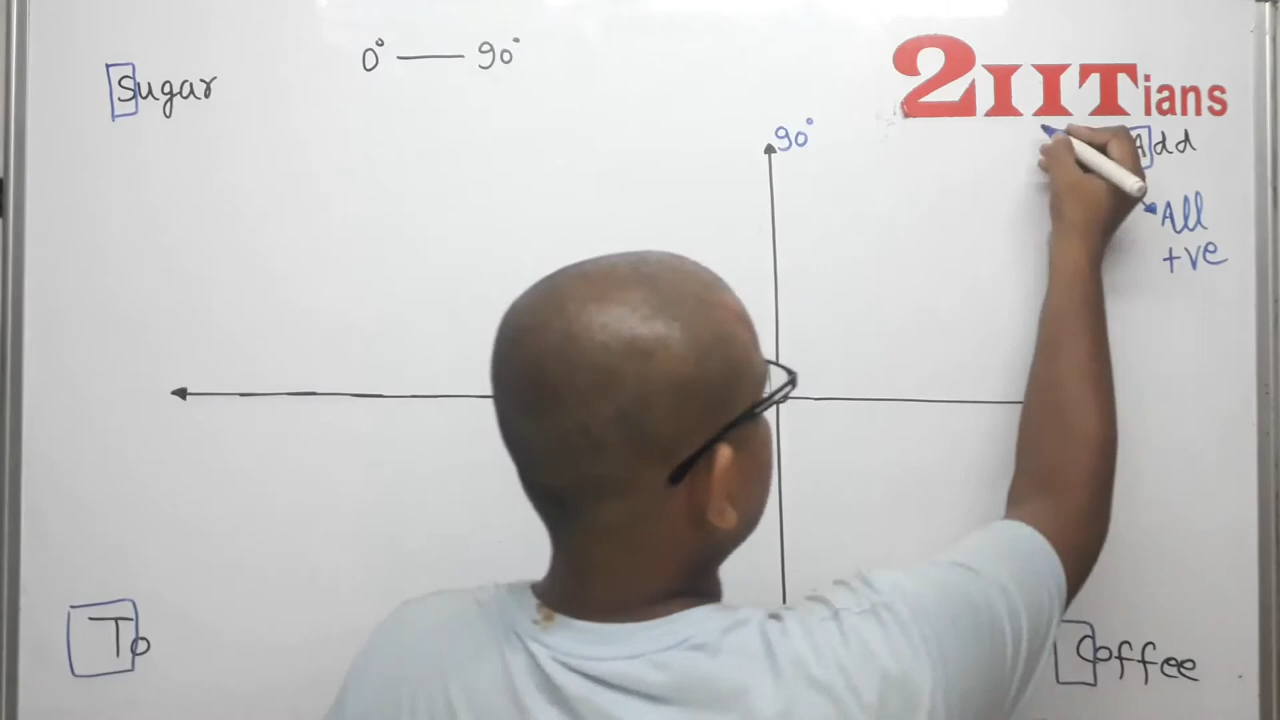 0° — 90°
Sugar
2IITians
90°
Add
All
+ve
To
Coffee